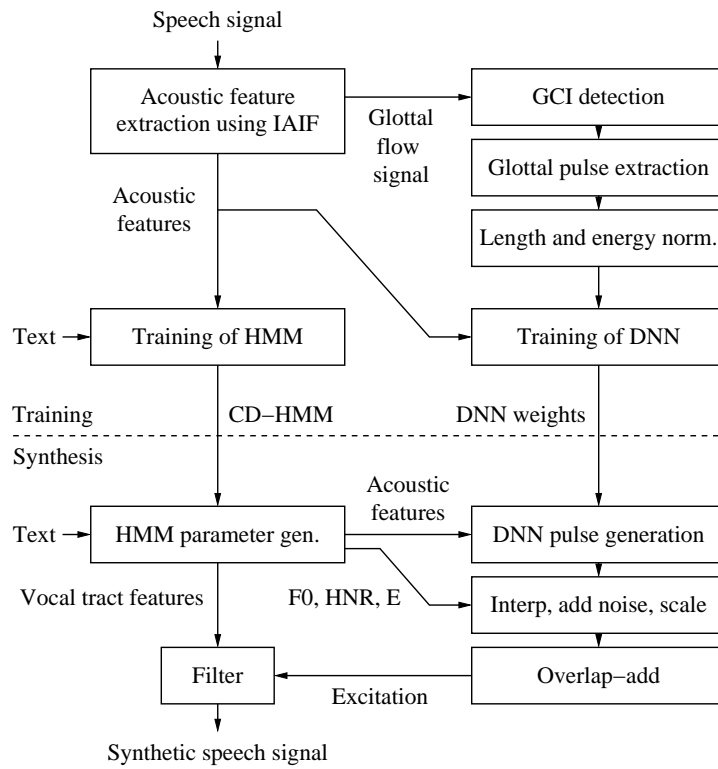 Speech signal
Acoustic feature
extraction using IAIF
GCI detection
Glottal
flow
signal
Glottal pulse extraction
Acoustic
features
Length and energy norm.
Text
Training of HMM
Training of DNN
Training
CD−HMM
DNN weights
Synthesis
Acoustic
features
Text
HMM parameter gen.
DNN pulse generation
Vocal tract features
F0, HNR, E
Interp, add noise, scale
Filter
Excitation
Overlap−add
Synthetic speech signal